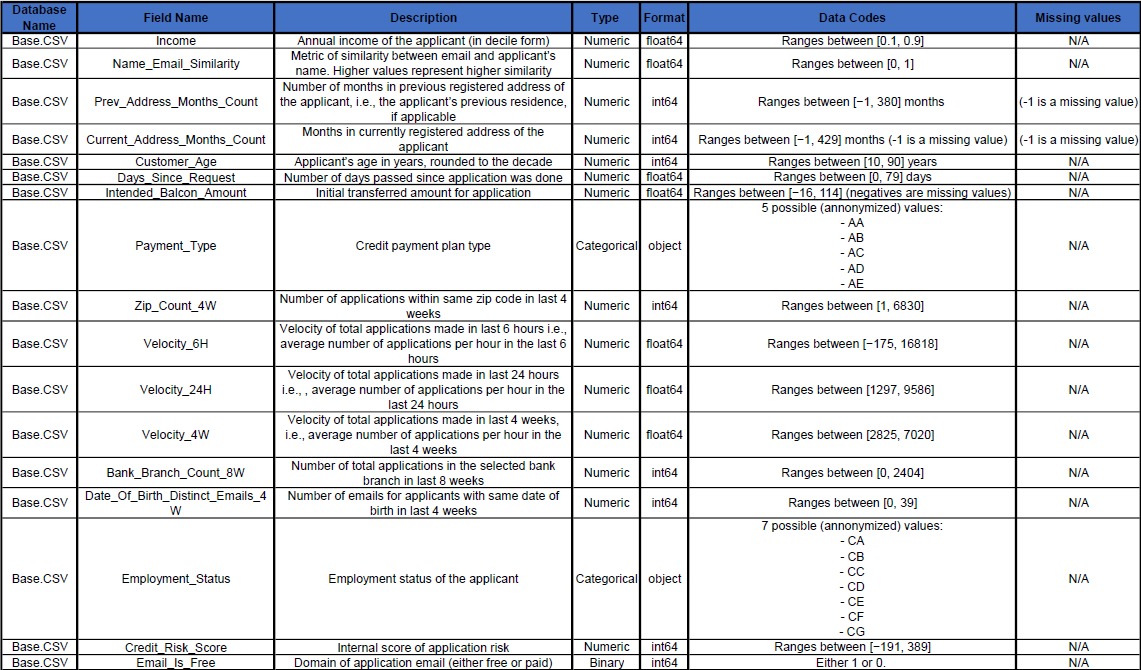 Database Name Field Name Description Type Format Data Codes Missing values
Base.CSV Income Annual income of the applicant (in decile form) Numeric float64 Ranges between [0.1, 0.9] N/A
Base.CSV Name_Email_Similarity Metric of similarity between email and applicant's name. Higher values represent higher similarity Numeric float64 Ranges between [0, 1] N/A
Base.CSV Prev_Address_Months_Count Number of months in previous registered address of the applicant, i.e., the applicant's previous residence, if applicable Numeric int64 Ranges between [−1, 380] months (-1 is a missing value)
Base.CSV Current_Address_Months_Count Months in currently registered address of the applicant Numeric int64 Ranges between [−1, 429] months (-1 is a missing value) (-1 is a missing value)
Base.CSV Customer_Age Applicant's age in years, rounded to the decade Numeric int64 Ranges between [10, 90] years N/A
Base.CSV Days_Since_Request Number of days passed since application was done Numeric float64 Ranges between [0, 79] days N/A
Base.CSV Intended_Balcon_Amount Initial transferred amount for application Numeric float64 Ranges between [−16, 114] (negatives are missing values) N/A
Base.CSV Payment_Type Credit payment plan type Categorical object 5 possible (annonymized) values:
- AA
- AB
- AC
- AD
- AE
N/A
Base.CSV Zip_Count_4W Number of applications within same zip code in last 4 weeks Numeric int64 Ranges between [1, 6830] N/A
Base.CSV Velocity_6H Velocity of total applications made in last 6 hours i.e., average number of applications per hour in the last 6 hours Numeric float64 Ranges between [−175, 16818] N/A
Base.CSV Velocity_24H Velocity of total applications made in last 24 hours i.e., , average number of applications per hour in the last 24 hours Numeric float64 Ranges between [1297, 9586] N/A
Base.CSV Velocity_4W Velocity of total applications made in last 4 weeks, i.e., average number of applications per hour in the last 4 weeks Numeric float64 Ranges between [2825, 7020] N/A
Base.CSV Bank_Branch_Count_8W Number of total applications in the selected bank branch in last 8 weeks Numeric int64 Ranges between [0, 2404] N/A
Base.CSV Date_Of_Birth_Distinct_Emails_4W Number of emails for applicants with same date of birth in last 4 weeks Numeric int64 Ranges between [0, 39] N/A
Base.CSV Employment_Status Employment status of the applicant Categorical object 7 possible (annonymized) values:
- CA
- CB
- CC
- CD
- CE
- CF
- CG
N/A
Base.CSV Credit_Risk_Score Internal score of application risk Numeric int64 Ranges between [−191, 389] N/A
Base.CSV Email_Is_Free Domain of application email (either free or paid) Binary int64 Either 1 or 0. N/A